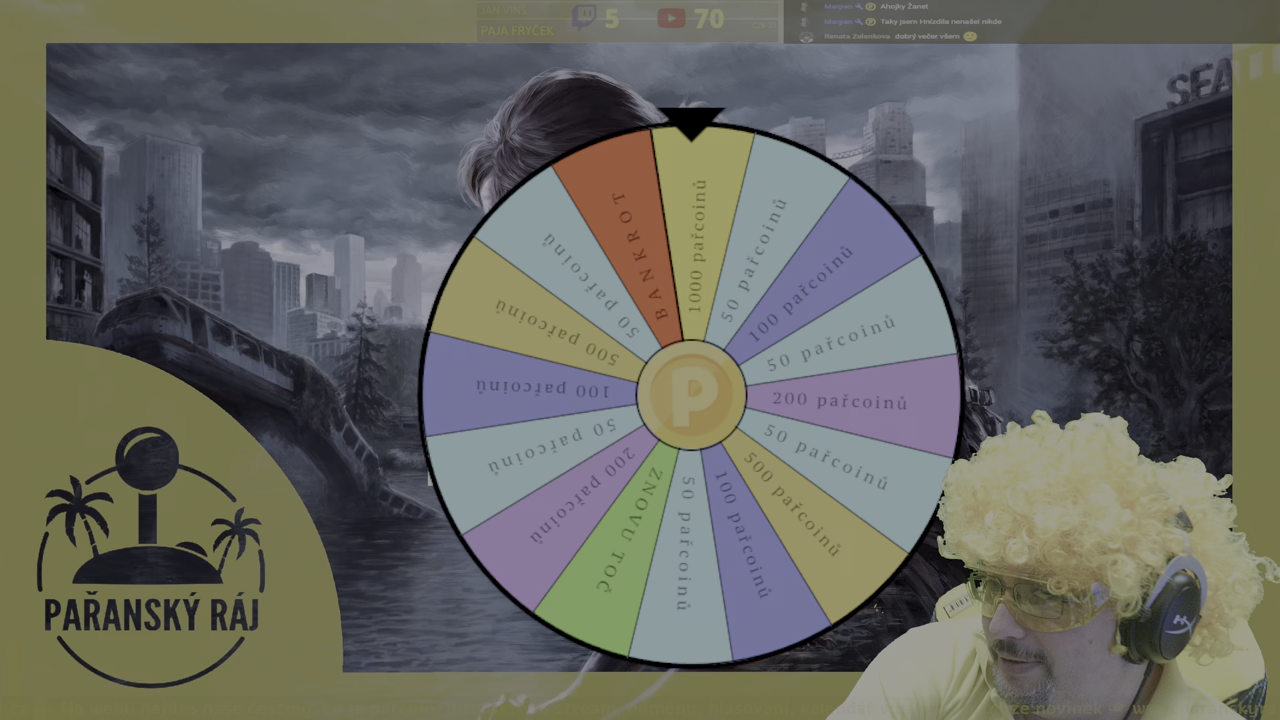 JAN VINŠ
PAJA FRYČEK
5
70
Ahojky Žanet
Taky jsem Hnízdila nenašel nikde
Renata Zelenkova dobrý večer všem
SEATT
BANKROT
1000 pařcoinů
50 pařcoinů
100 pařcoinů
50 pařcoinů
200 pařcoinů
50 pařcoinů
500 pařcoinů
100 pařcoinů
50 pařcoinů
ZNOVU TOČ
200 pařcoinů
50 pařcoinů
100 pařcoinů
500 pařcoinů
50 pařcoinů
P
PAŘANSKÝ RÁJ